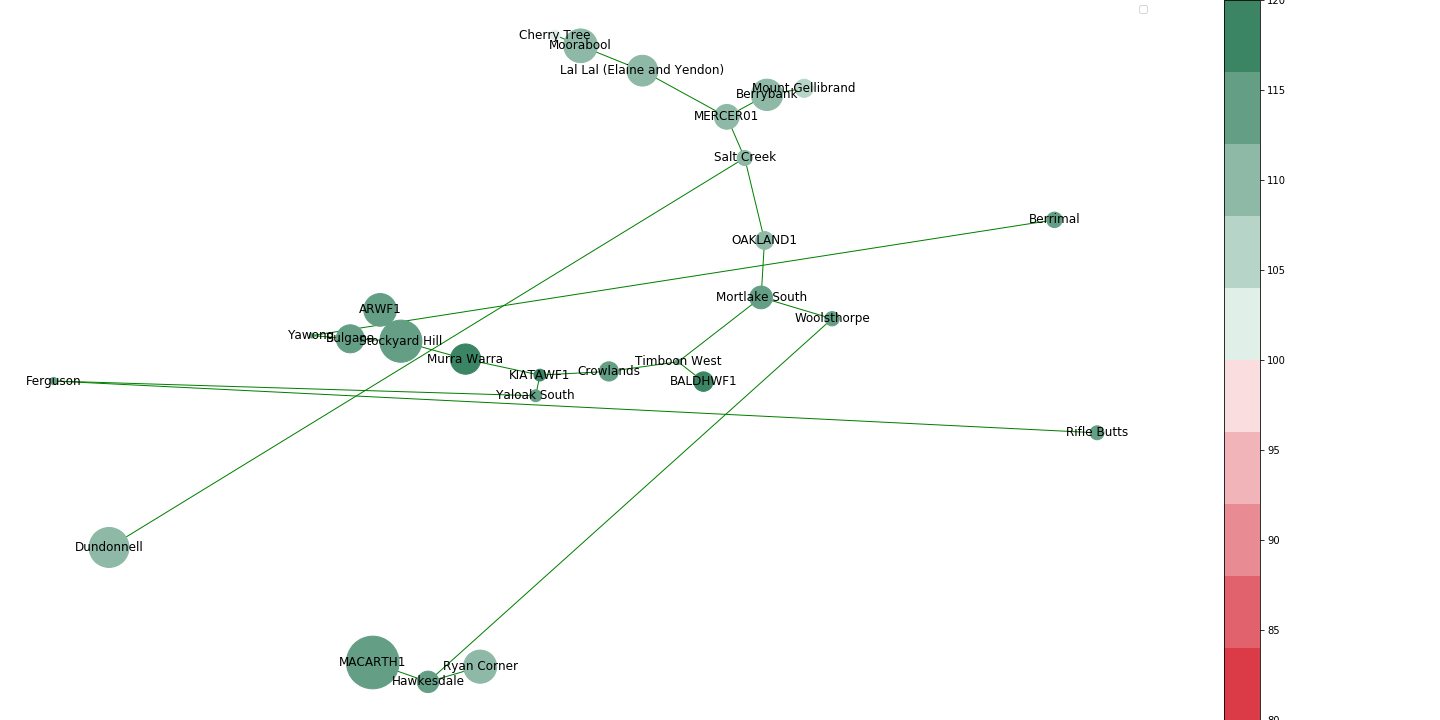 120
Cherry Tree
Moorabool
Lal Lal (Elaine and Yendon)
Mount Gellibrand
Berrybank
115
MERCER01
Salt Creek
110
Berrimal
OAKLAND1
105
Mortlake South
ARWF1
Woolsthorpe
Yawong
Bulgana
Stockyard Hill
Murra Warra
100
Timboon West
Crowlands
KIATAWF1
Ferguson
BALDHWF1
Yaloak South
Rifle Butts
95
90
Dundonnell
85
MACARTH1
Ryan Corner
Hawkesdale
80